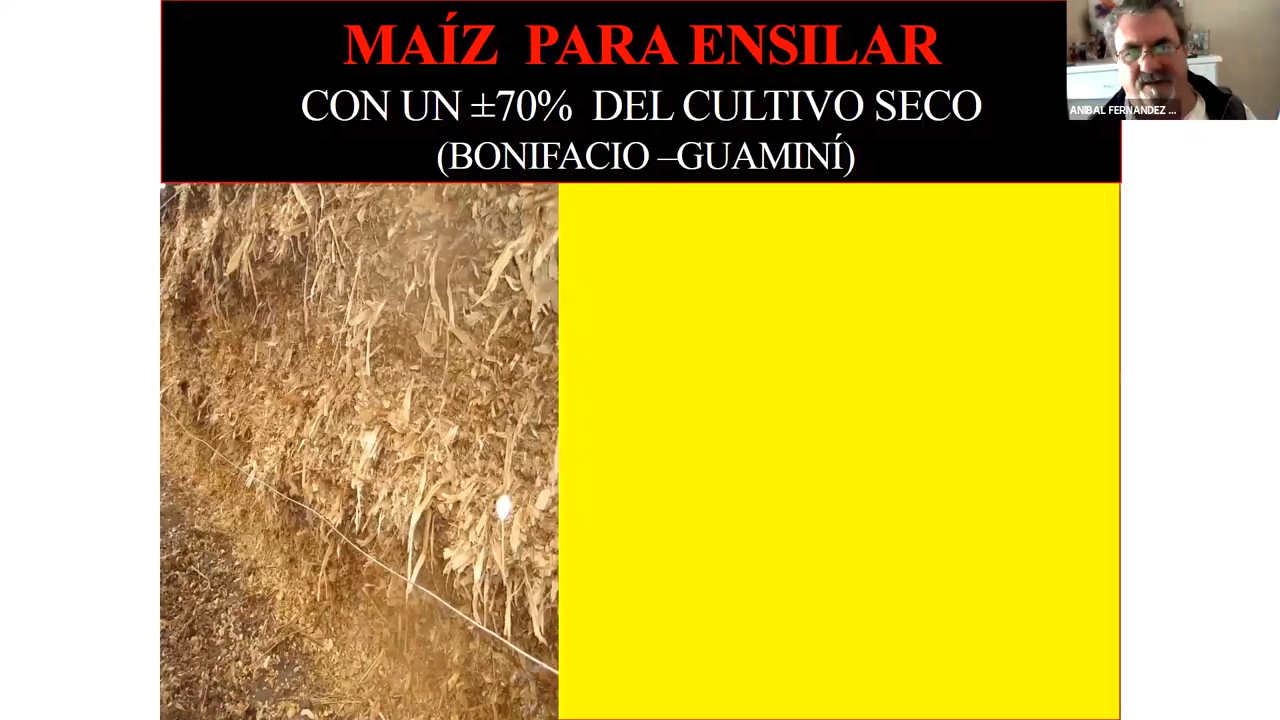 MAÍZ PARA ENSILAR
CON UN ±70% DEL CULTIVO SECO
(BONIFACIO –GUAMINÍ)
ANIBAL FERNANDEZ ...